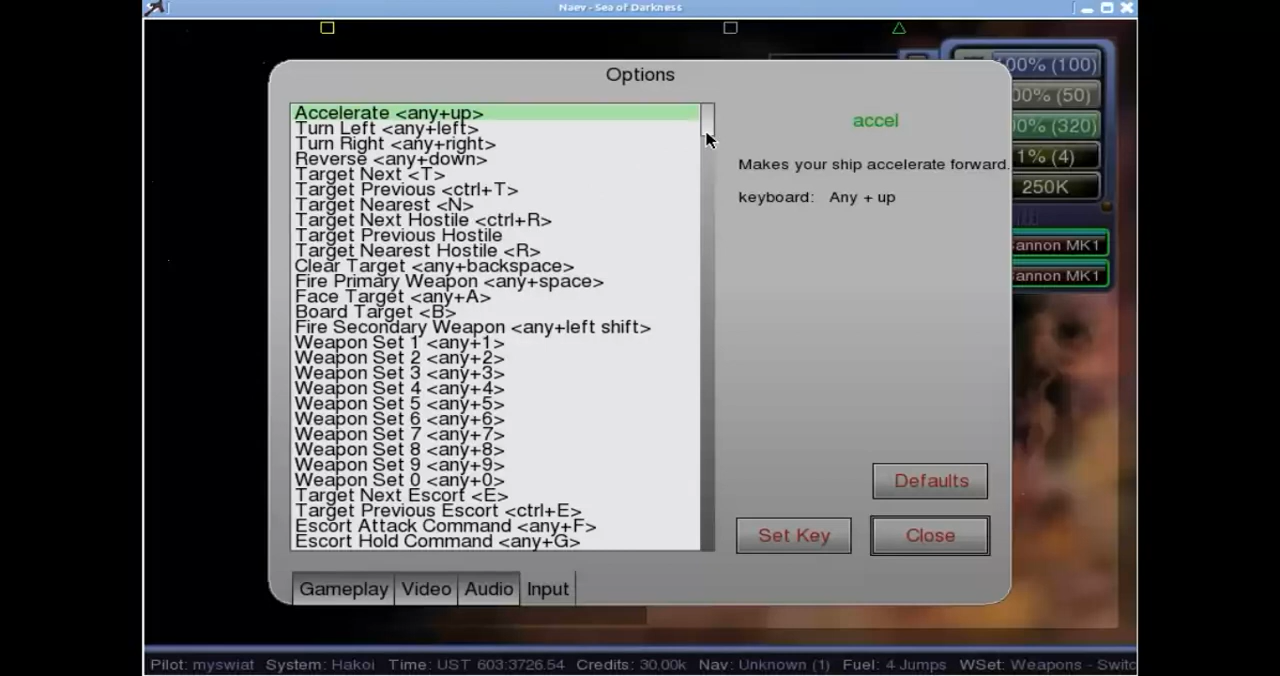 Naev - Sea of Darkness
Options
00% (100)
00% (50)
00% (320)
1% (4)
250K
annon MK1
annon MK1
Accelerate <any+up>
Turn Left <any+left>
Turn Right <any+right>
Reverse <any+down>
Target Next <T>
Target Previous <ctrl+T>
Target Nearest <N>
Target Next Hostile <ctrl+R>
Target Previous Hostile
Target Nearest Hostile <R>
Clear Target <any+backspace>
Fire Primary Weapon <any+space>
Face Target <any+A>
Board Target <B>
Fire Secondary Weapon <any+left shift>
Weapon Set 1 <any+1>
Weapon Set 2 <any+2>
Weapon Set 3 <any+3>
Weapon Set 4 <any+4>
Weapon Set 5 <any+5>
Weapon Set 6 <any+6>
Weapon Set 7 <any+7>
Weapon Set 8 <any+8>
Weapon Set 9 <any+9>
Weapon Set 0 <any+0>
Target Next Escort <E>
Target Previous Escort <ctrl+E>
Escort Attack Command <any+F>
Escort Hold Command <any+G>
accel
Makes your ship accelerate forward.
keyboard: Any + up
Defaults
Set Key Close
Gameplay Video Audio Input
Pilot: myswiat System: Hakoi Time: UST 603:3726.54 Credits: 30.00k Nav: Unknown (1) Fuel: 4 Jumps WSet: Weapons - Switc